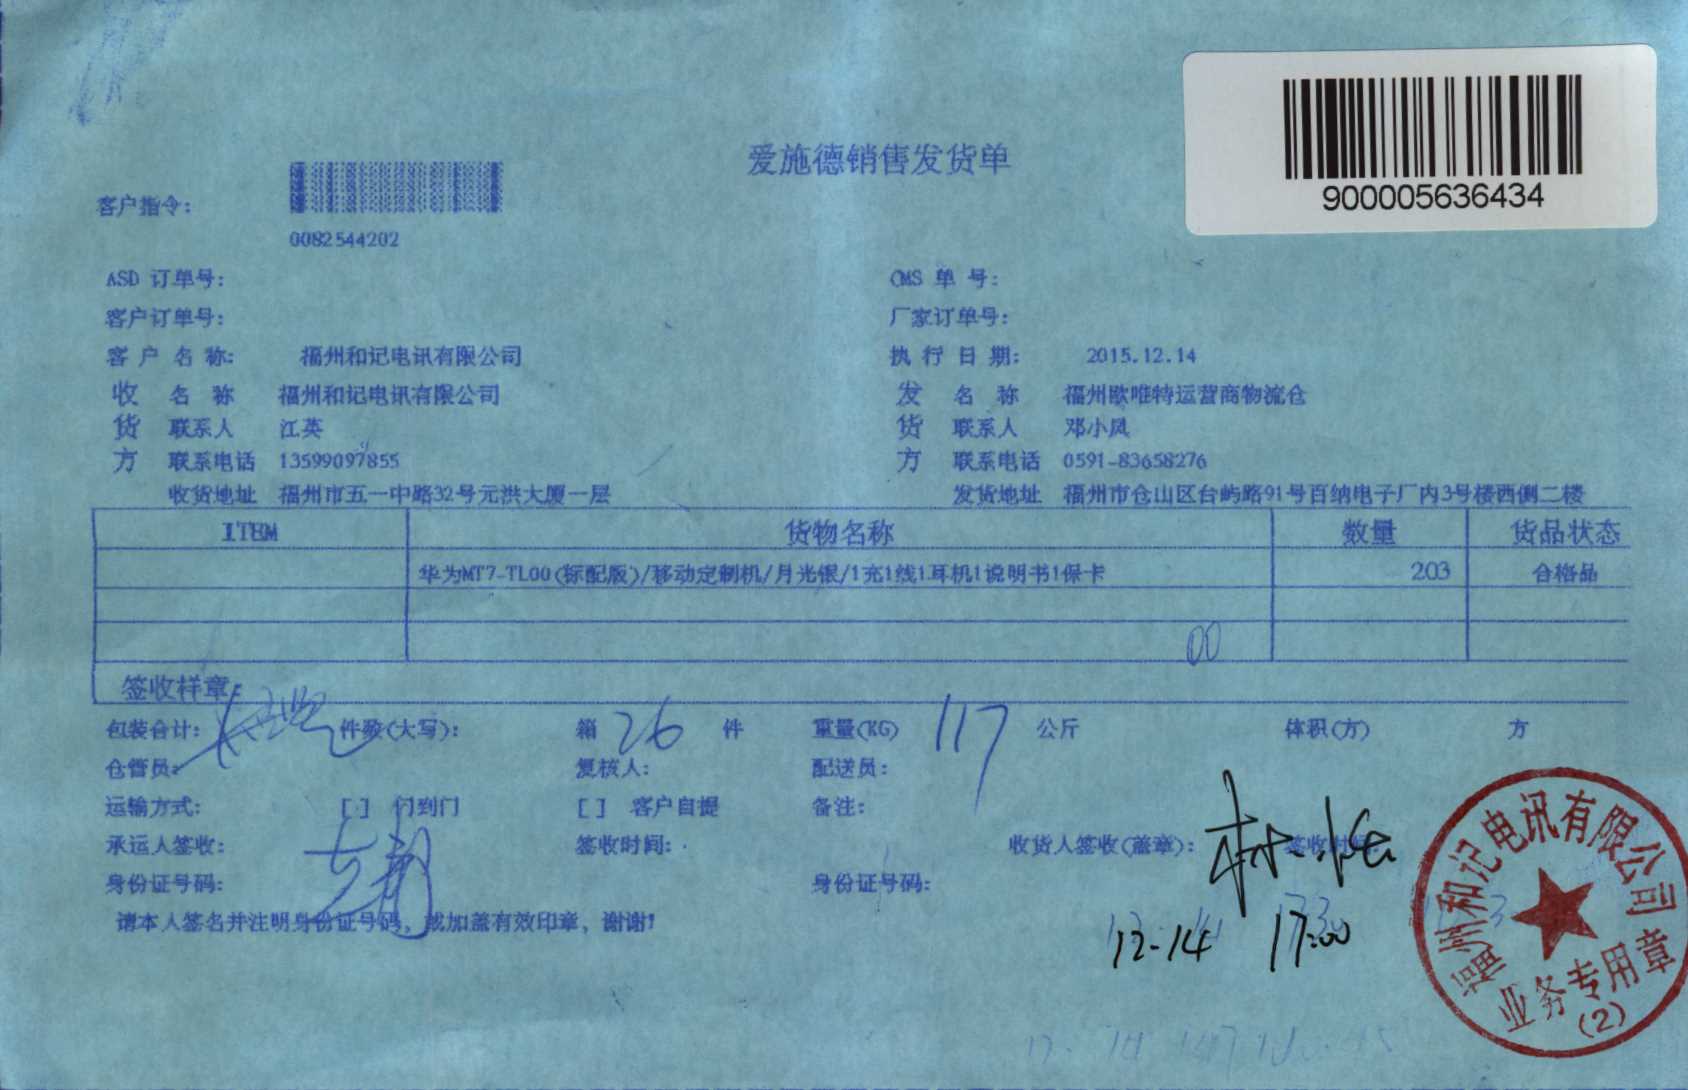 900005636434
爱施德销售发货单
客户指令:
0082544202
ASD 订单号: CMS 单 号:
客户订单号: 厂家订单号:
客 户 名 称: 福州和记电讯有限公司 执 行 日 期: 2015.12.14
收 名 称 福州和记电讯有限公司 发 名 称 福州欧唯特运营商物流仓
货 联系人 江英 货 联系人 邓小凤
方 联系电话 13599097855 方 联系电话 0591-83658276
收货地址 福州市五一中路32号元洪大厦一层 发货地址 福州市仓山区台屿路91号百纳电子厂内3号楼西侧二楼
ITEM 货物名称 数量 货品状态
华为MT7-TL00(标配版)/移动定制机/月光银/1充1线1耳机1说明书1保卡 203 合格品
00
签收样章:
包装合计: 件数(大写): 箱 26 件 重量(KG) 117 公斤 体积(方) 方
仓管员: 复核人: 配送员:
运输方式: [ ] 门到门 [ ] 客户自提 备注:
承运人签收: 签收时间: 收货人签收(盖章): 签收时间:
身份证号码: 身份证号码:
请本人签名并注明身份证号码, 或加盖有效印章, 谢谢!
12-14 17:00
福州和记电讯有限公司
业务专用章
(2)